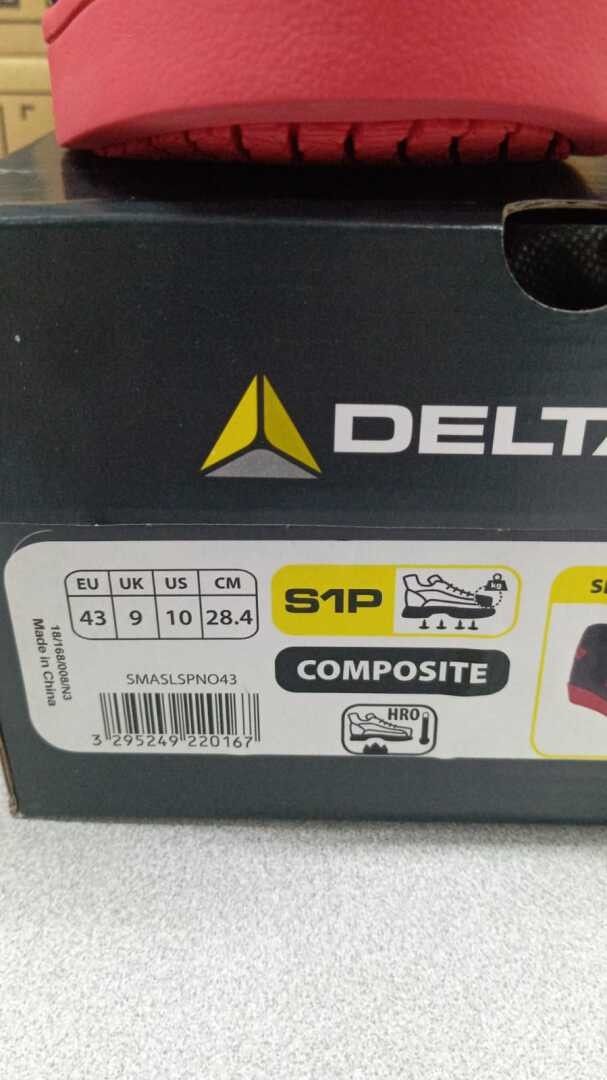 DELTA
EU UK US CM
43 9 10 28.4
18/168/008/N3
Made in China
SMASLSPNO43
3 295249 220167
S1P
kg
COMPOSITE
HRO